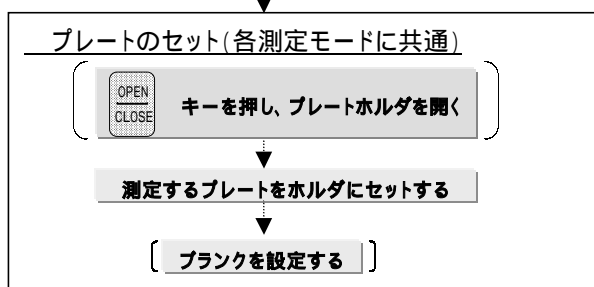 プレートのセット(各測定モードに共通)
OPEN
CLOSE
キーを押し、プレートホルダを開く
測定するプレートをホルダにセットする
ブランクを設定する